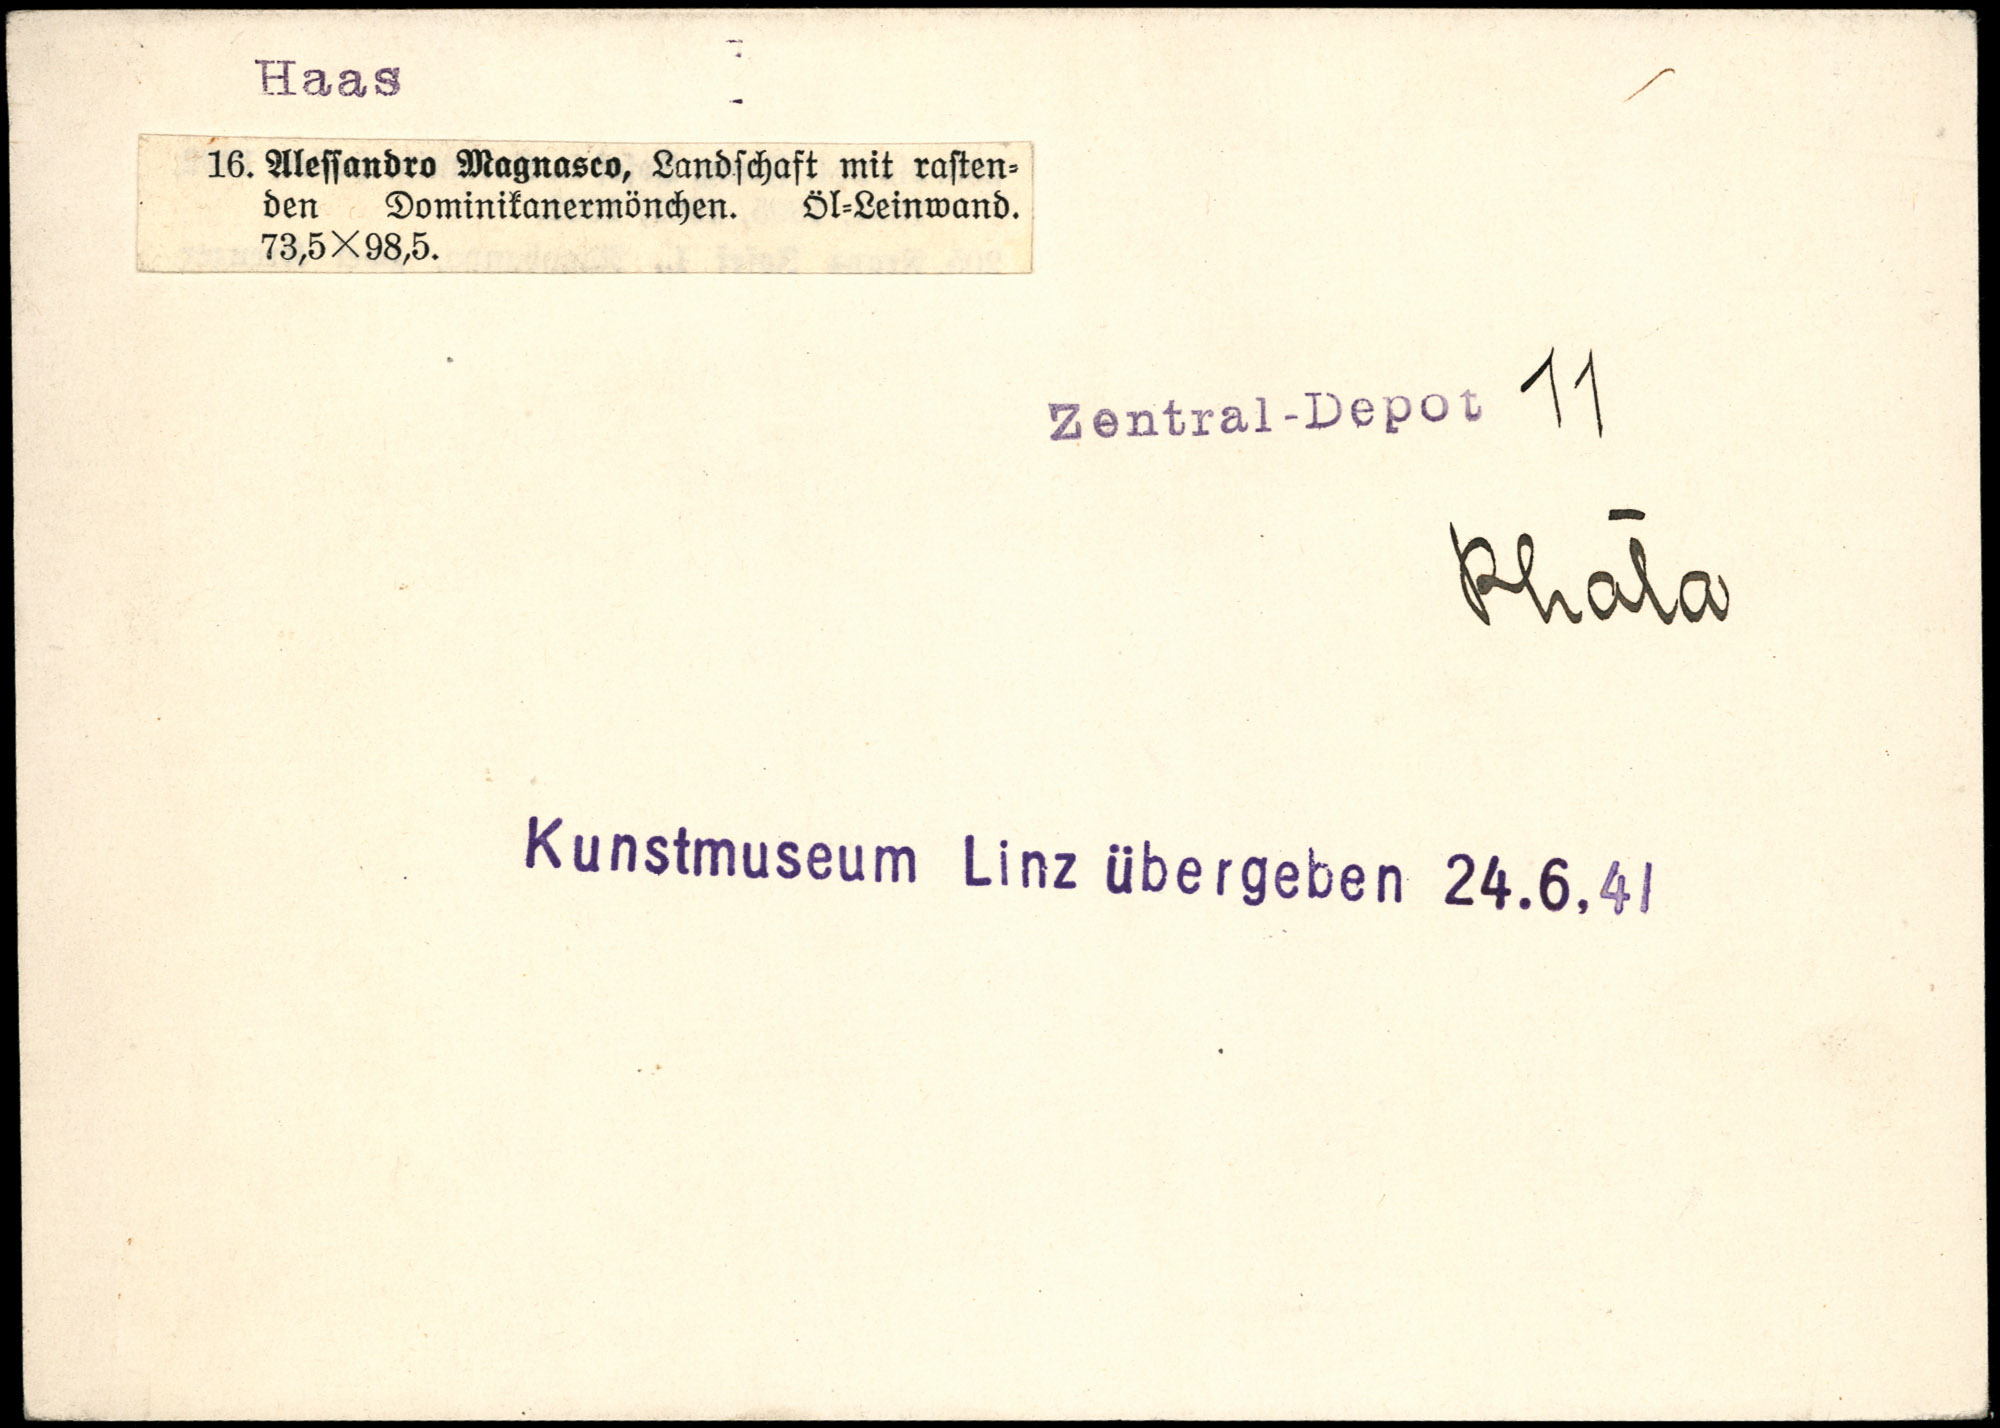 Haas
16. Alessandro Magnasco, Landschaft mit rasten-
den Dominikanermönchen. Öl-Leinwand.
73,5×98,5.
Zentral-Depot 11
Kunstmuseum Linz übergeben 24.6.41